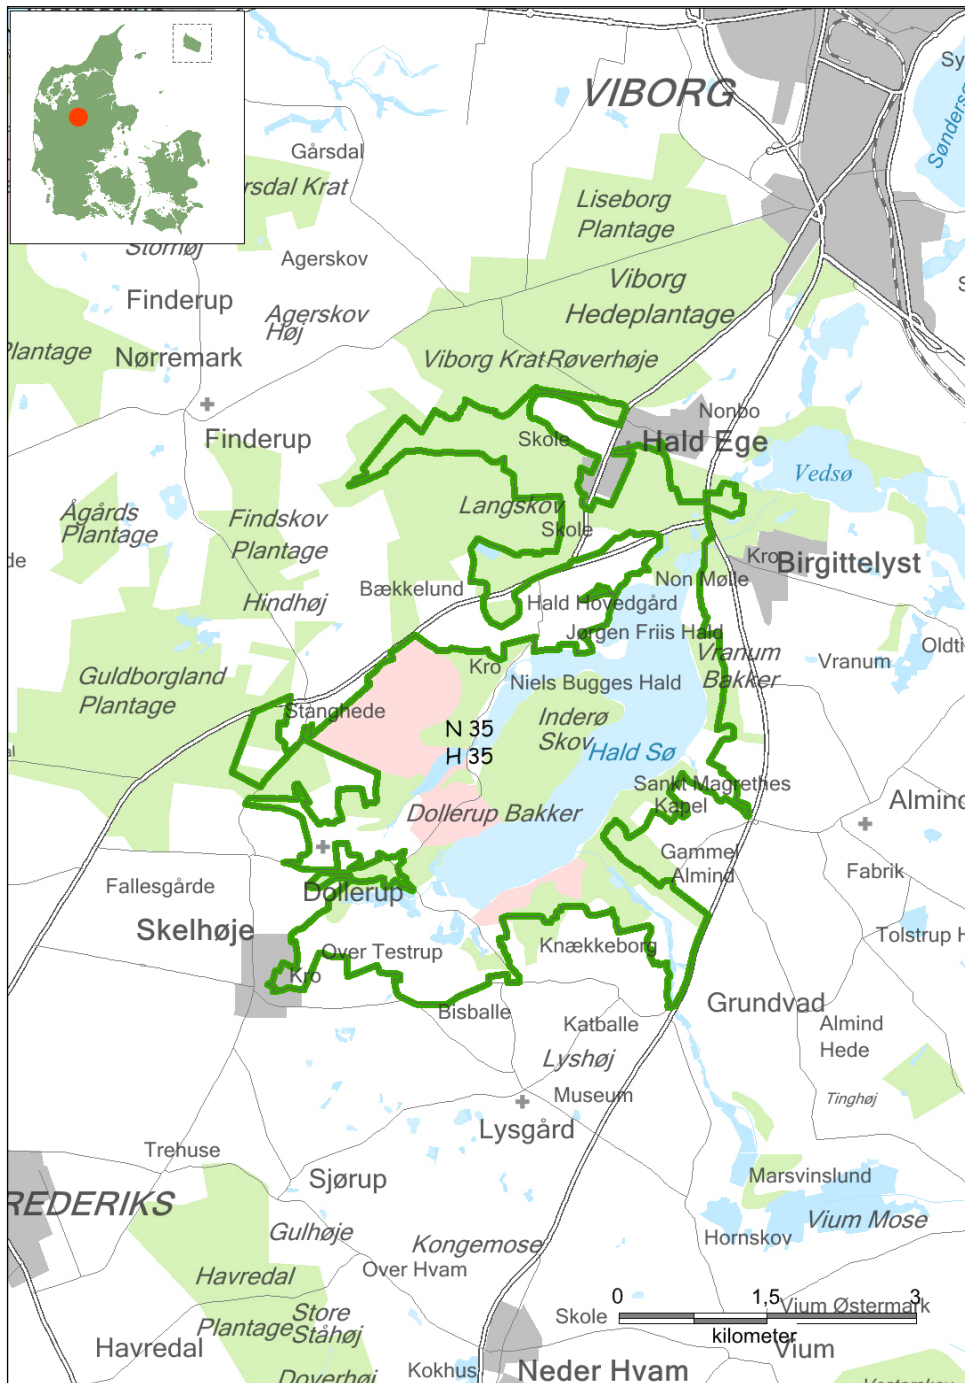 VIBORG
Sønders
Gårsdal
rsdal Krat
Liseborg
Plantage
Storhøj
Agerskov
Viborg
Hedeplantage
Finderup
Agerskov
Høj
Plantage
Nørremark
Viborg Krat
Røverhøje
Nonbo
Skole
Hald Ege
Finderup
Vedsø
Langskov
Ågårds
Plantage
Findskov
Plantage
Skole
de
Kro
Birgittelyst
Non Mølle
Bækkelund
Hindhøj
Hald Hovedgård
Jørgen Friis Hald
Vranum
Bakker
Vranum
Oldti
Kro
Guldborgland
Plantage
Niels Bugges Hald
Stanghede
Inderø
Skov
N 35
H 35
Hald Sø
al
Sankt Magrethes
Kapel
Almind
Dollerup Bakker
Gammel
Almind
Fabrik
Fallesgårde
Dollerup
Skelhøje
Tolstrup H
Over Testrup
Knækkeborg
Kro
Bisballe
Grundvad
Katballe
Almind
Hede
Lyshøj
Museum
Tinghøj
Lysgård
Trehuse
Sjørup
Marsvinslund
REDERIKS
Vium Mose
Gulhøje
Kongemose
Hornskov
Over Hvam
Havredal
Plantage
Store
Ståhøj
0 1,5 3
kilometer
Skole
Vium Østermark
Vium
Havredal
Kokhus
Neder Hvam
Doverhøj